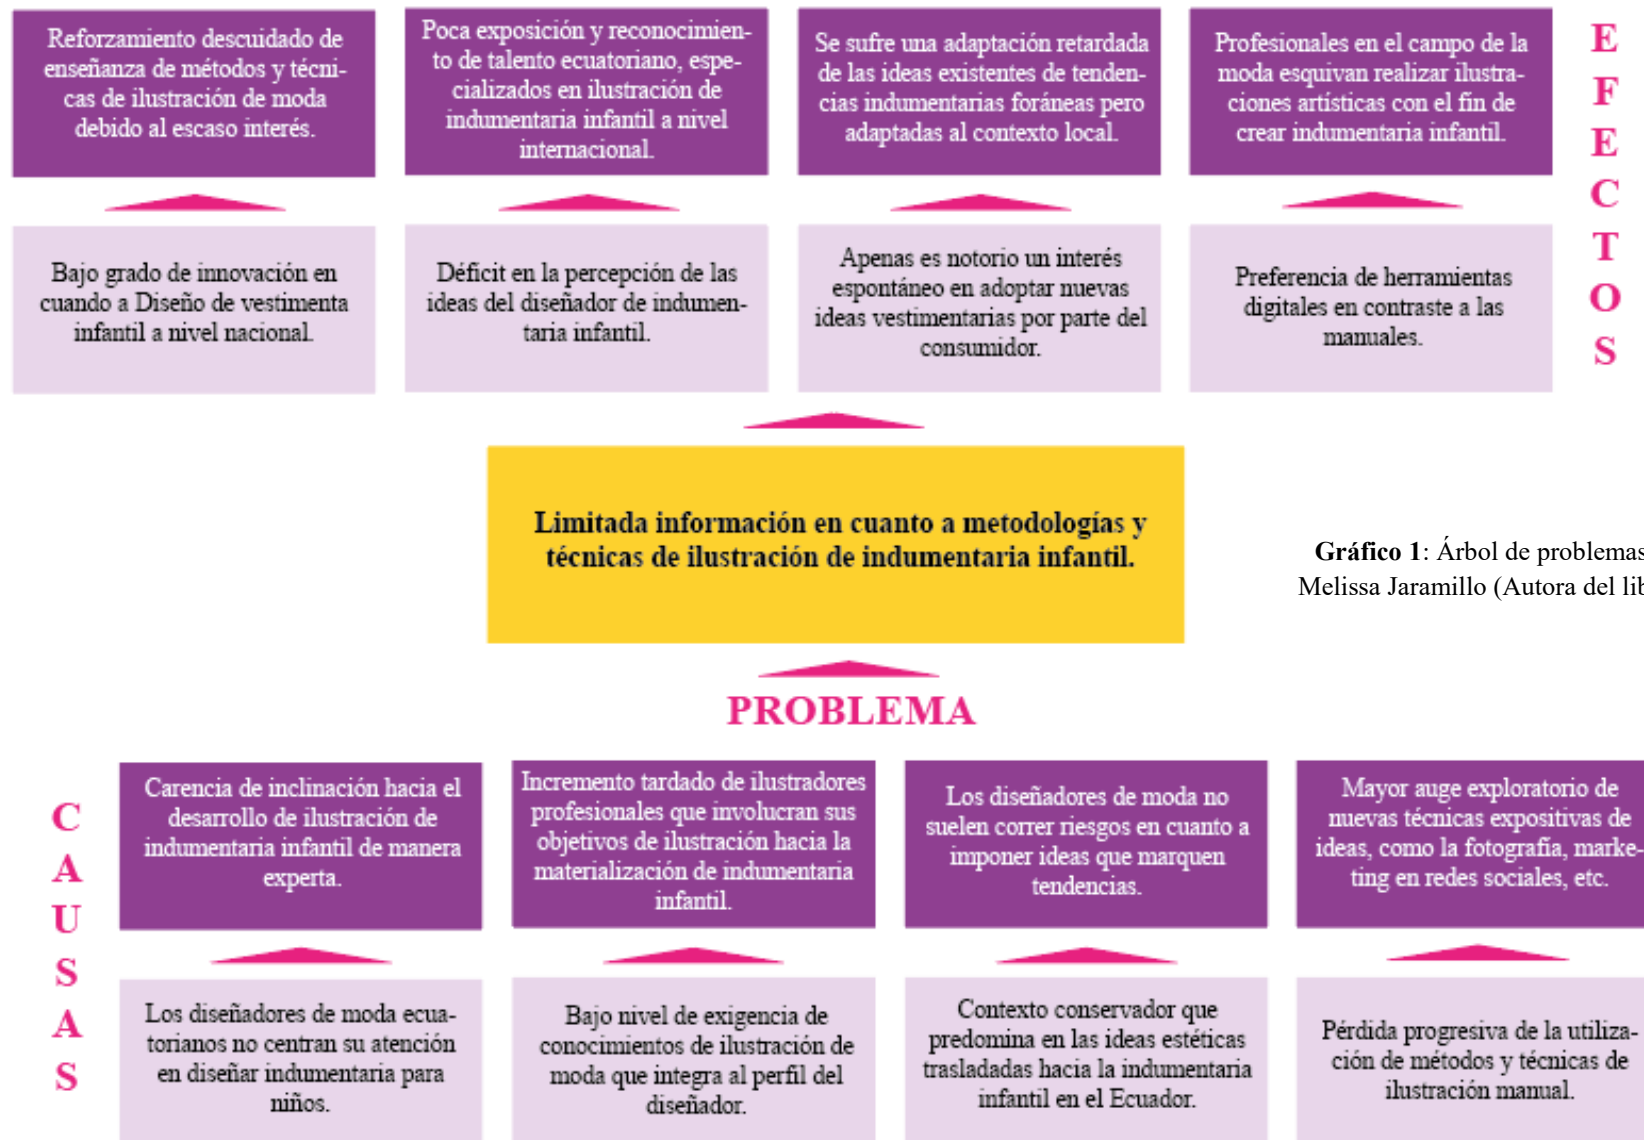 Reforzamiento descuidado de
enseñanza de métodos y técni-
cas de ilustración de moda
debido al escaso interés.
Poca exposición y reconocimien-
to de talento ecuatoriano, espe-
cializados en ilustración de
indumentaria infantil a nivel
internacional.
Se sufre una adaptación retardada
de las ideas existentes de tenden-
cias indumentarias foráneas pero
adaptadas al contexto local.
Profesionales en el campo de la
moda esquivan realizar ilustra-
ciones artísticas con el fin de
crear indumentaria infantil.
E
F
E
C
T
O
S
Bajo grado de innovación en
cuando a Diseño de vestimenta
infantil a nivel nacional.
Déficit en la percepción de las
ideas del diseñador de indumen-
taria infantil.
Apenas es notorio un interés
espontáneo en adoptar nuevas
ideas vestimentarias por parte del
consumidor.
Preferencia de herramientas
digitales en contraste a las
manuales.
Limitada información en cuanto a metodologías y
técnicas de ilustración de indumentaria infantil.
Gráfico 1: Árbol de problemas
Melissa Jaramillo (Autora del lib
PROBLEMA
C
A
U
S
A
S
Carencia de inclinación hacia el
desarrollo de ilustración de
indumentaria infantil de manera
experta.
Incremento tardado de ilustradores
profesionales que involucran sus
objetivos de ilustración hacia la
materialización de indumentaria
infantil.
Los diseñadores de moda no
suelen correr riesgos en cuanto a
imponer ideas que marquen
tendencias.
Mayor auge exploratorio de
nuevas técnicas expositivas de
ideas, como la fotografía, marke-
ting en redes sociales, etc.
Los diseñadores de moda ecua-
torianos no centran su atención
en diseñar indumentaria para
niños.
Bajo nivel de exigencia de
conocimientos de ilustración de
moda que integra al perfil del
diseñador.
Contexto conservador que
predomina en las ideas estéticas
trasladadas hacia la indumentaria
infantil en el Ecuador.
Pérdida progresiva de la utiliza-
ción de métodos y técnicas de
ilustración manual.